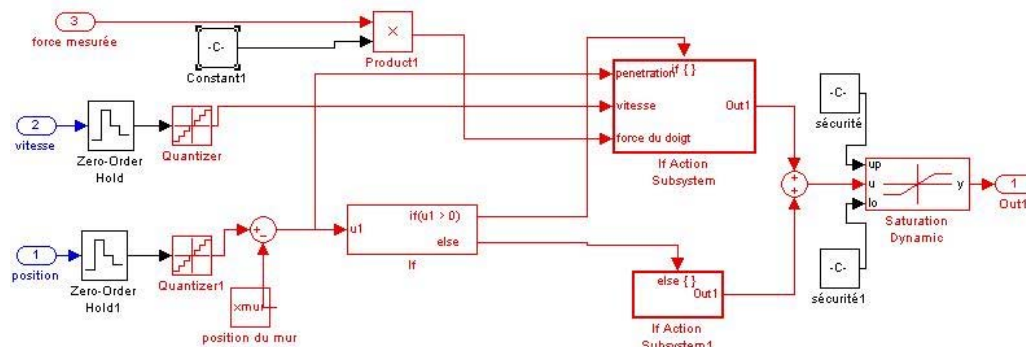 3
force mesurée
-C-
Constant1
×
Product1
if { }
penetration
vitesse
force du doigt
Out1
If Action
Subsystem
2
vitesse
Zero-Order
Hold
Quantizer
-C-
sécurité
up
u
lo
y
Saturation
Dynamic
1
Out1
+
+
1
position
Zero-Order
Hold1
Quantizer1
+
−
u1
if(u1 > 0)
else
If
xmur
position du mur
else { }
Out1
If Action
Subsystem1
-C-
sécurité1